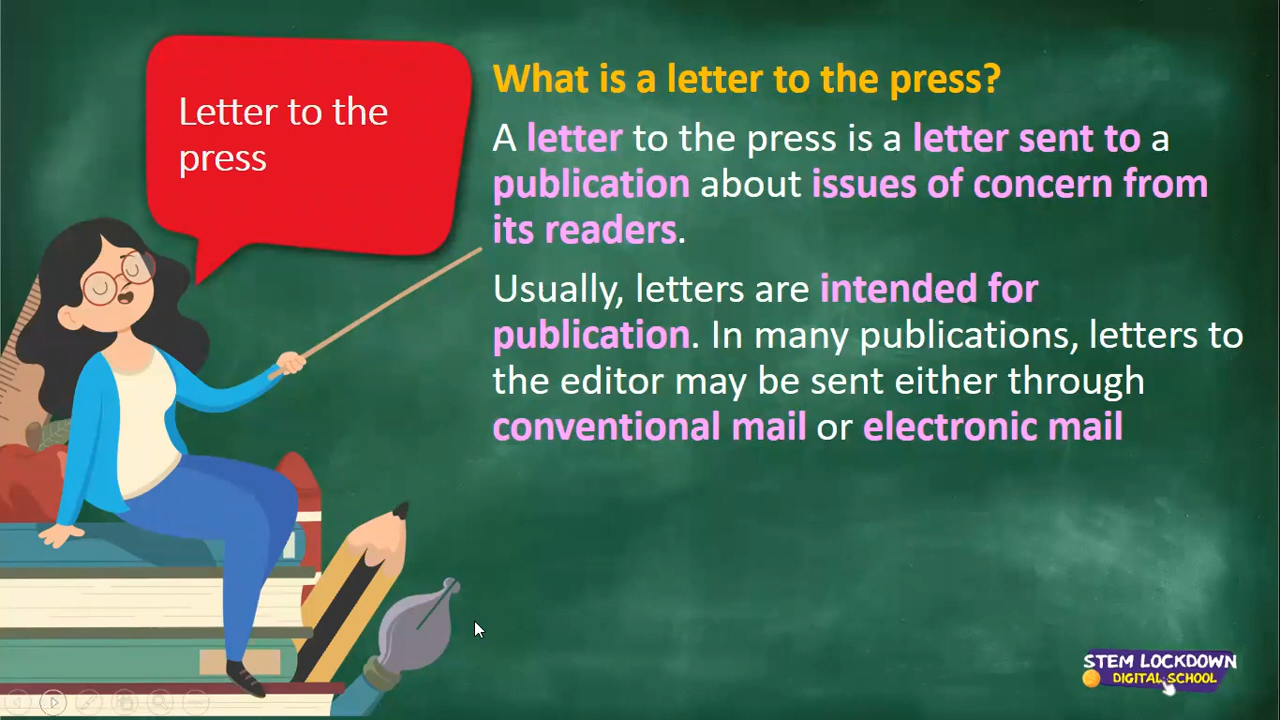 Letter to the
press
What is a letter to the press?
A letter to the press is a letter sent to a
publication about issues of concern from
its readers.
Usually, letters are intended for
publication. In many publications, letters to
the editor may be sent either through
conventional mail or electronic mail
STEM LOCKDOWN
DIGITAL SCHOOL